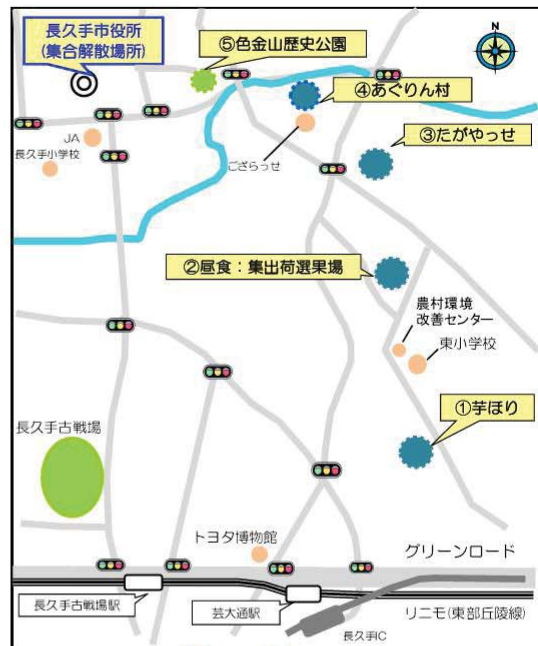 長久手市役所
(集合解散場所)
⑤色金山歴史公園
N
④あぐりん村
JA
長久手小学校
ござらっせ
③たがやっせ
②昼食：集出荷選果場
農村環境
改善センター
東小学校
①芋ほり
長久手古戦場
トヨタ博物館
グリーンロード
長久手古戦場駅
芸大通駅
リニモ(東部丘陵線)
長久手IC